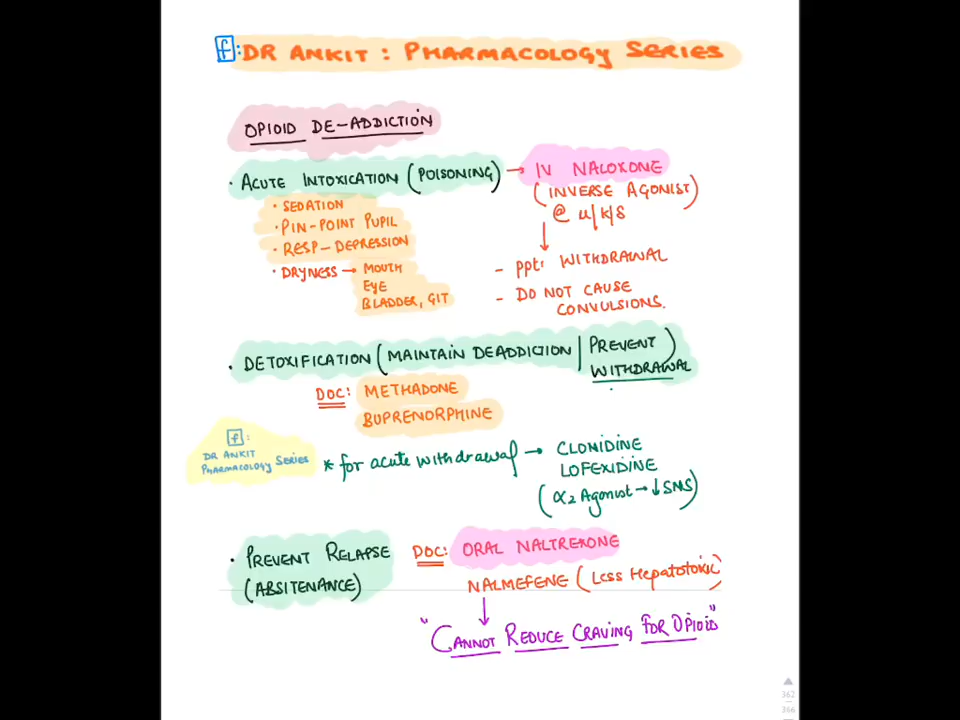 f: DR ANKIT : PHARMACOLOGY SERIES
OPIOID DE-ADDICTION
· ACUTE INTOXICATION (POISONING) → IV NALOXONE
(INVERSE AGONIST)
@ u/k/δ
· SEDATION
· PIN-POINT PUPIL
· RESP-DEPRESSION
· DRYNESS → MOUTH
EYE
BLADDER, GIT
↓
- ppt: WITHDRAWAL
- DO NOT CAUSE
CONVULSIONS.
· DETOXIFICATION (MAINTAIN DEADDICTION | PREVENT
WITHDRAWAL)
DOC: METHADONE
BUPRENORPHINE
f:
DR ANKIT
PHARMACOLOGY SERIES
* for acute withdrawal → CLONIDINE
LOFEXIDINE
(α2 Agonist → ↓SNS)
· PREVENT RELAPSE
(ABSITENANCE)
DOC: ORAL NALTREXONE
NALMEFENE (Less Hepatotoxic)
↓
"CANNOT REDUCE CRAVING FOR OPIOID"
362
366